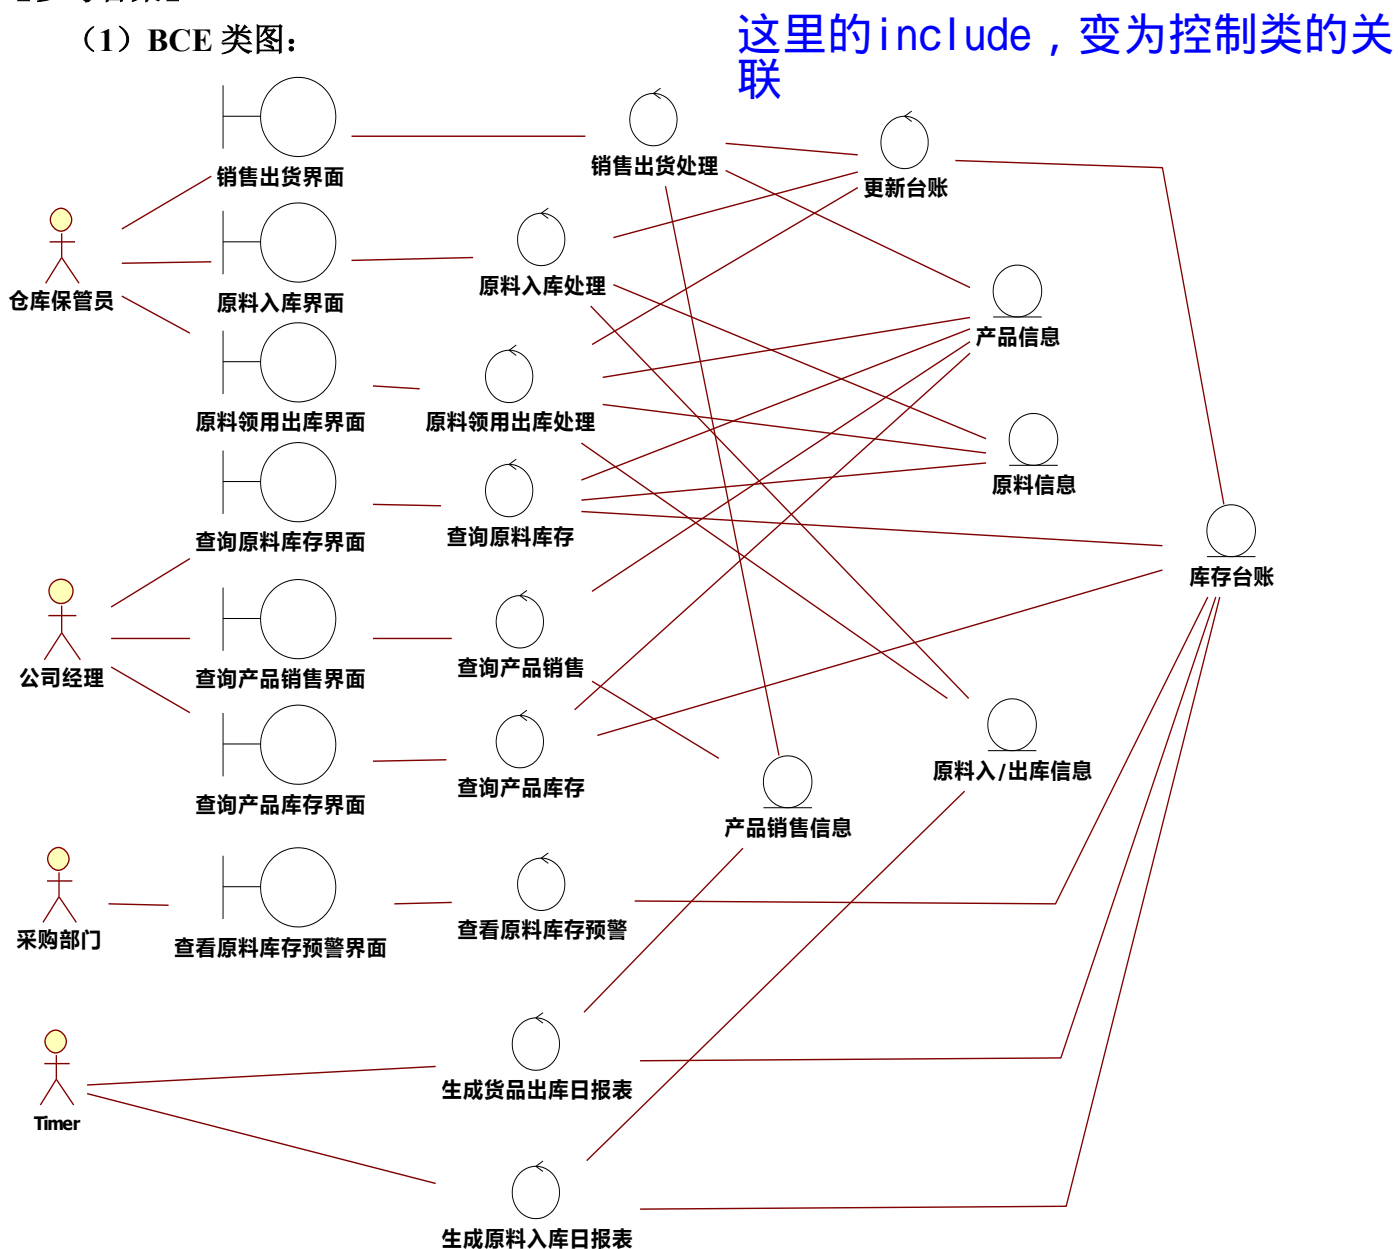 （1）BCE 类图：
这里的include，变为控制类的关
联
销售出货界面
销售出货处理
更新台账
原料入库界面
原料入库处理
仓库保管员
产品信息
原料领用出库界面
原料领用出库处理
原料信息
查询原料库存界面
查询原料库存
库存台账
公司经理
查询产品销售界面
查询产品销售
原料入/出库信息
查询产品库存界面
查询产品库存
产品销售信息
采购部门
查看原料库存预警界面
查看原料库存预警
生成货品出库日报表
Timer
生成原料入库日报表